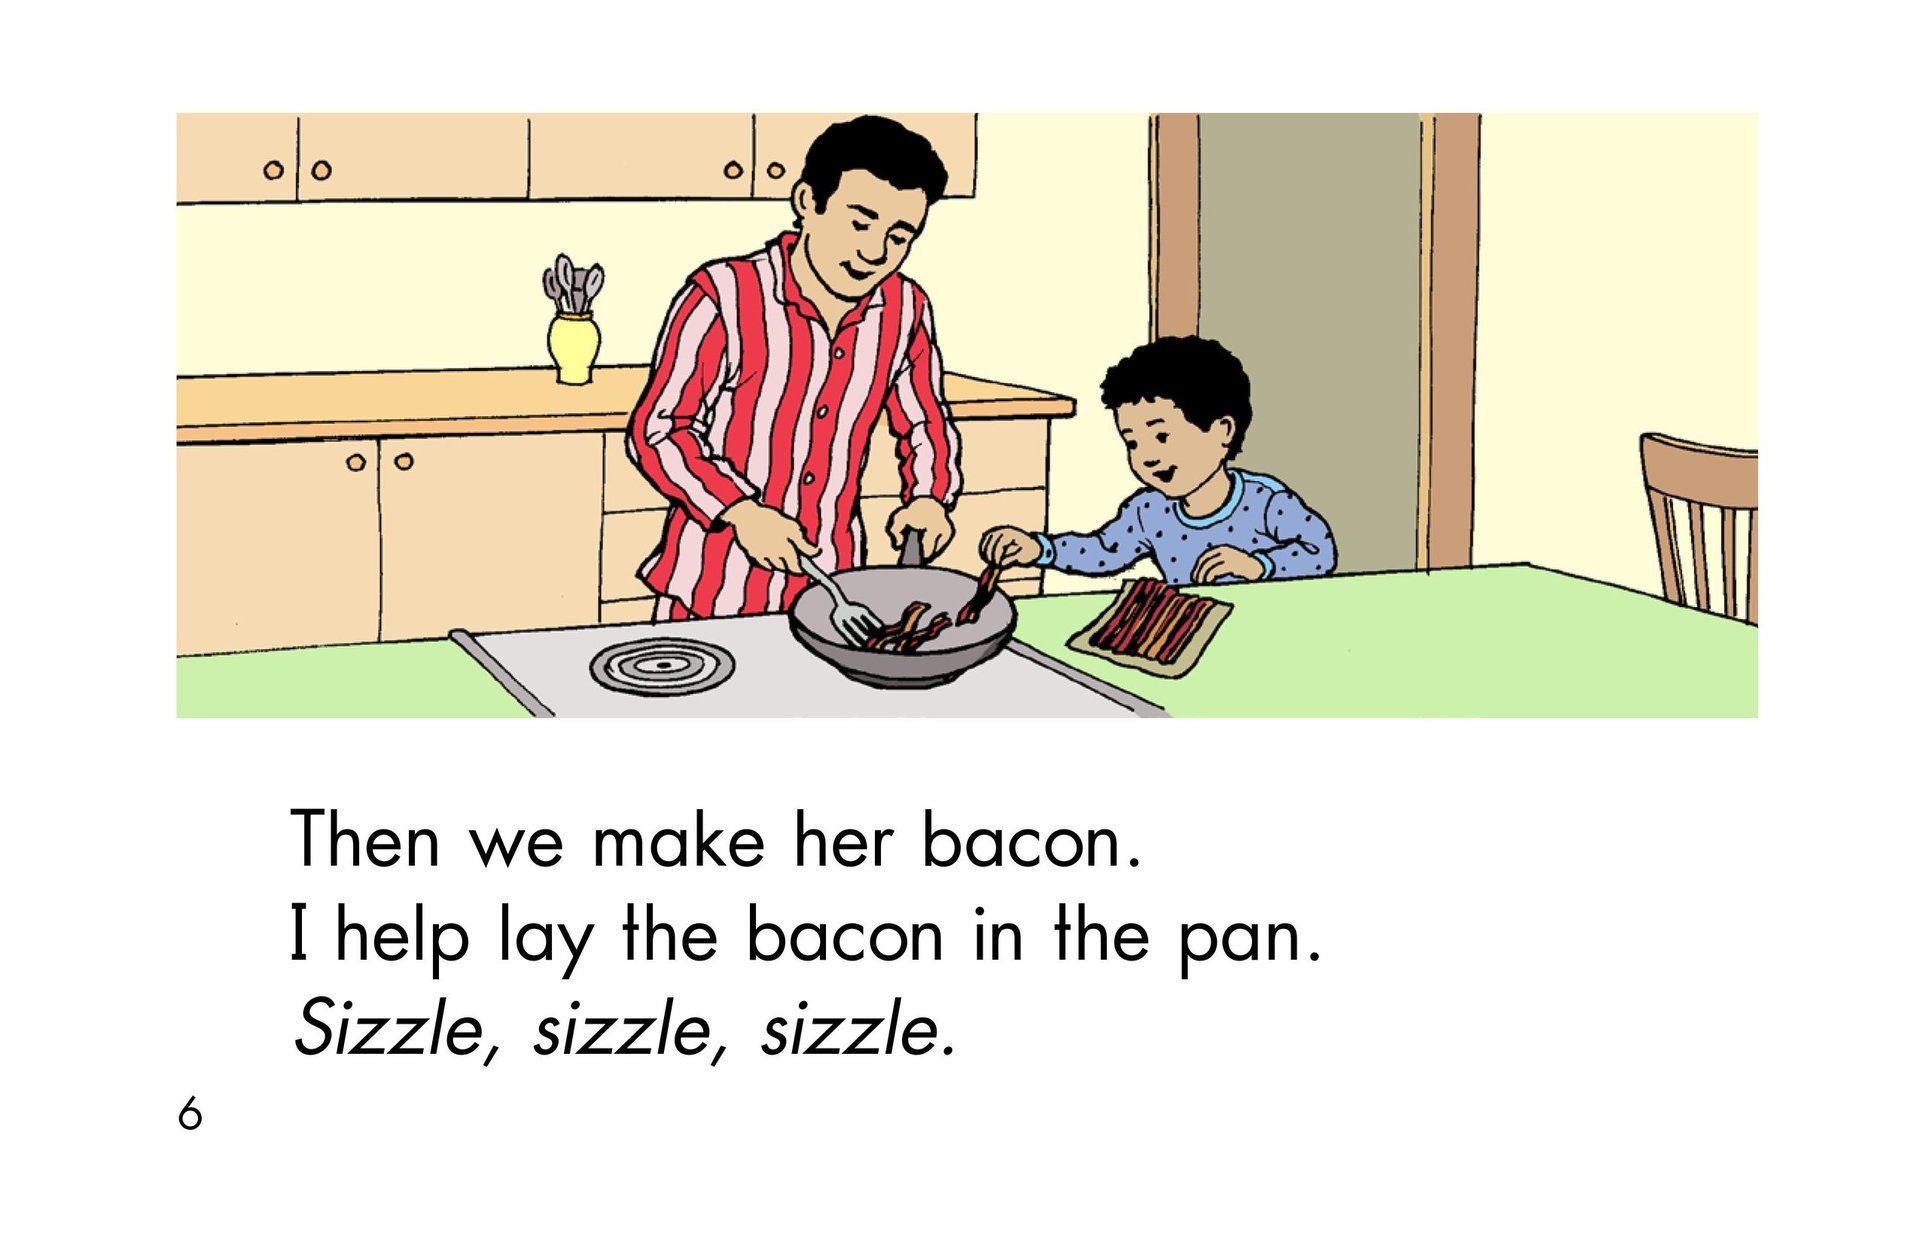 Then we make her bacon.
I help lay the bacon in the pan.
Sizzle, sizzle, sizzle.
6